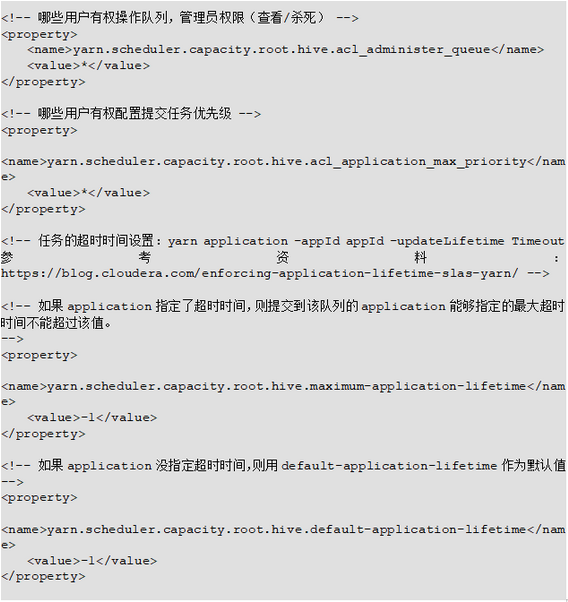 <!-- 哪些用户有权操作队列，管理员权限（查看/杀死） -->
<property>
<name>yarn.scheduler.capacity.root.hive.acl_administer_queue</name>
<value>*</value>
</property>
<!-- 哪些用户有权配置提交任务优先级 -->
<property>
<name>yarn.scheduler.capacity.root.hive.acl_application_max_priority</nam
e>
<value>*</value>
</property>
<!-- 任务的超时时间设置：yarn application -appId appId -updateLifetime Timeout
参考资料：
https://blog.cloudera.com/enforcing-application-lifetime-slas-yarn/ -->
<!-- 如果 application 指定了超时时间，则提交到该队列的 application 能够指定的最大超时
时间不能超过该值。
-->
<property>
<name>yarn.scheduler.capacity.root.hive.maximum-application-lifetime</nam
e>
<value>-1</value>
</property>
<!-- 如果 application 没指定超时时间，则用 default-application-lifetime 作为默认值
-->
<property>
<name>yarn.scheduler.capacity.root.hive.default-application-lifetime</nam
e>
<value>-1</value>
</property>